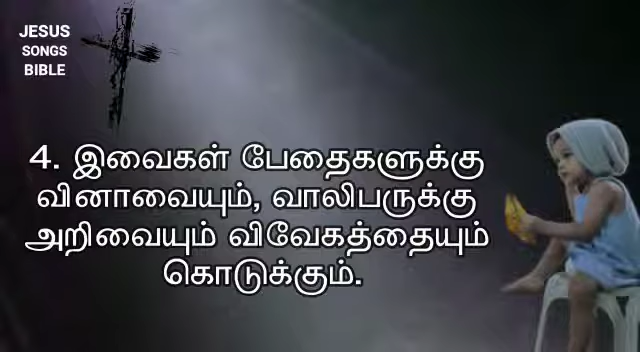 JESUS
SONGS
BIBLE
4. இவைகள் பேதைகளுக்கு
வினாவையும், வாலிபருக்கு
அறிவையும் விவேகத்தையும்
கொடுக்கும்.